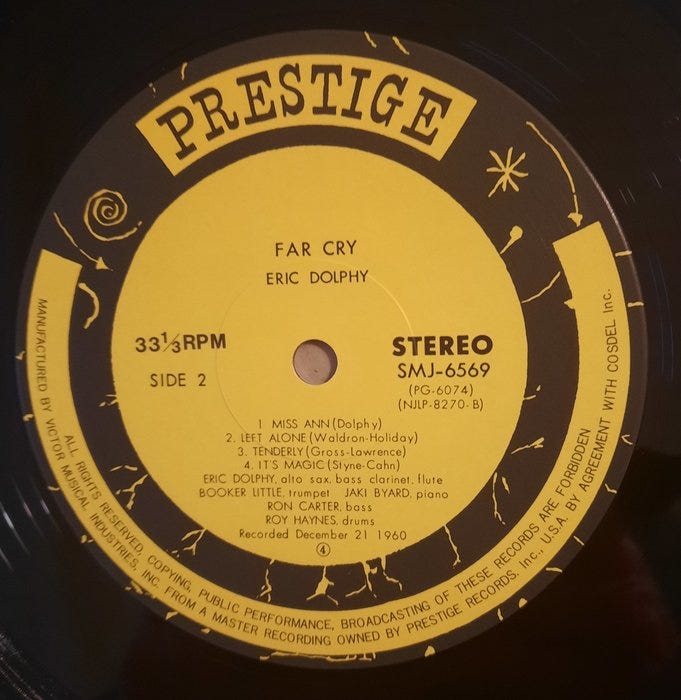 PRESTIGE
FAR CRY
ERIC DOLPHY
33 1/3 RPM
SIDE 2
STEREO
SMJ-6569
(PG-6074)
(NJLP-8270-B)
1 MISS ANN (Dolphy)
2. LEFT ALONE (Waldron-Holiday)
3. TENDERLY (Gross-Lawrence)
4. IT'S MAGIC (Styne-Cahn)
ERIC DOLPHY, alto sax, bass clarinet, flute
BOOKER LITTLE, trumpet JAKI BYARD, piano
RON CARTER, bass
ROY HAYNES, drums
Recorded December 21 1960
④
ALL RIGHTS RESERVED, COPYING, PUBLIC PERFORMANCE, BROADCASTING OF THESE RECORDS ARE FORBIDDEN
MANUFACTURED BY VICTOR MUSICAL INDUSTRIES, INC. FROM A MASTER RECORDING OWNED BY PRESTIGE RECORDS, Inc., U.S.A. BY AGREEMENT WITH COSDEL Inc.